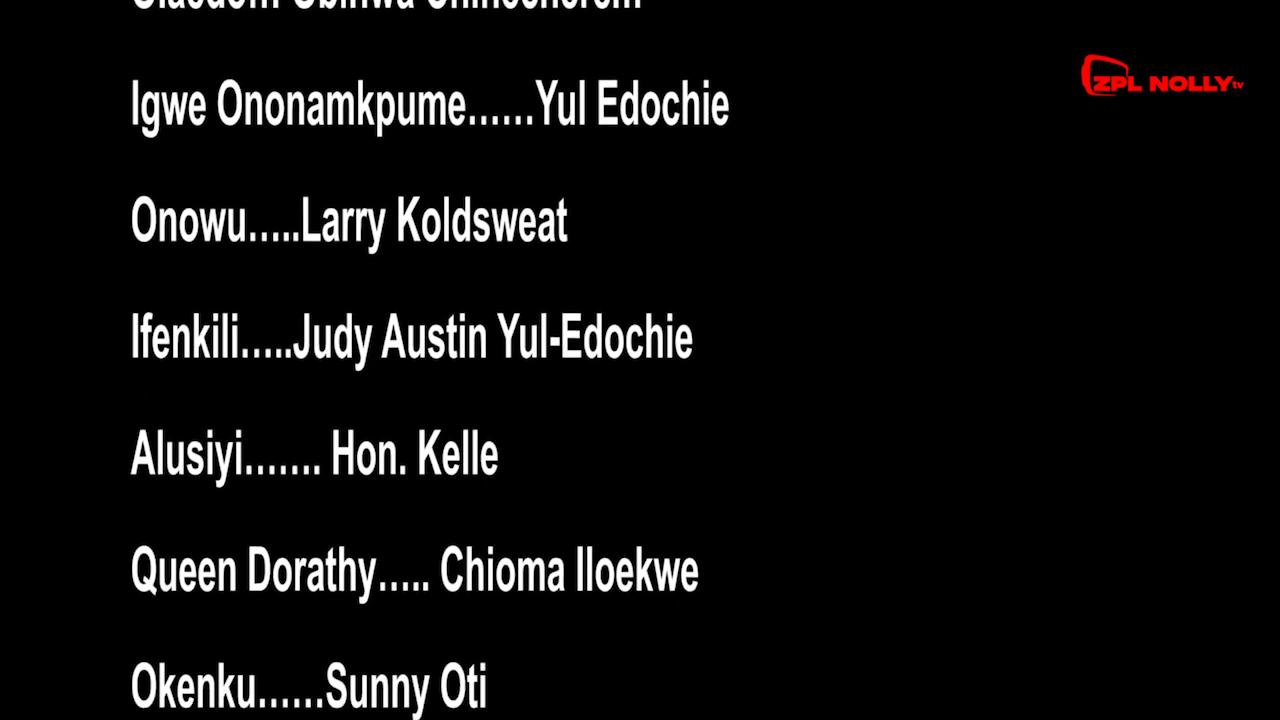 ZPL NOLLY tv
Igwe Ononamkpume......Yul Edochie
Onowu.....Larry Koldsweat
Ifenkili.....Judy Austin Yul-Edochie
Alusiyi....... Hon. Kelle
Queen Dorathy..... Chioma Iloekwe
Okenku......Sunny Oti